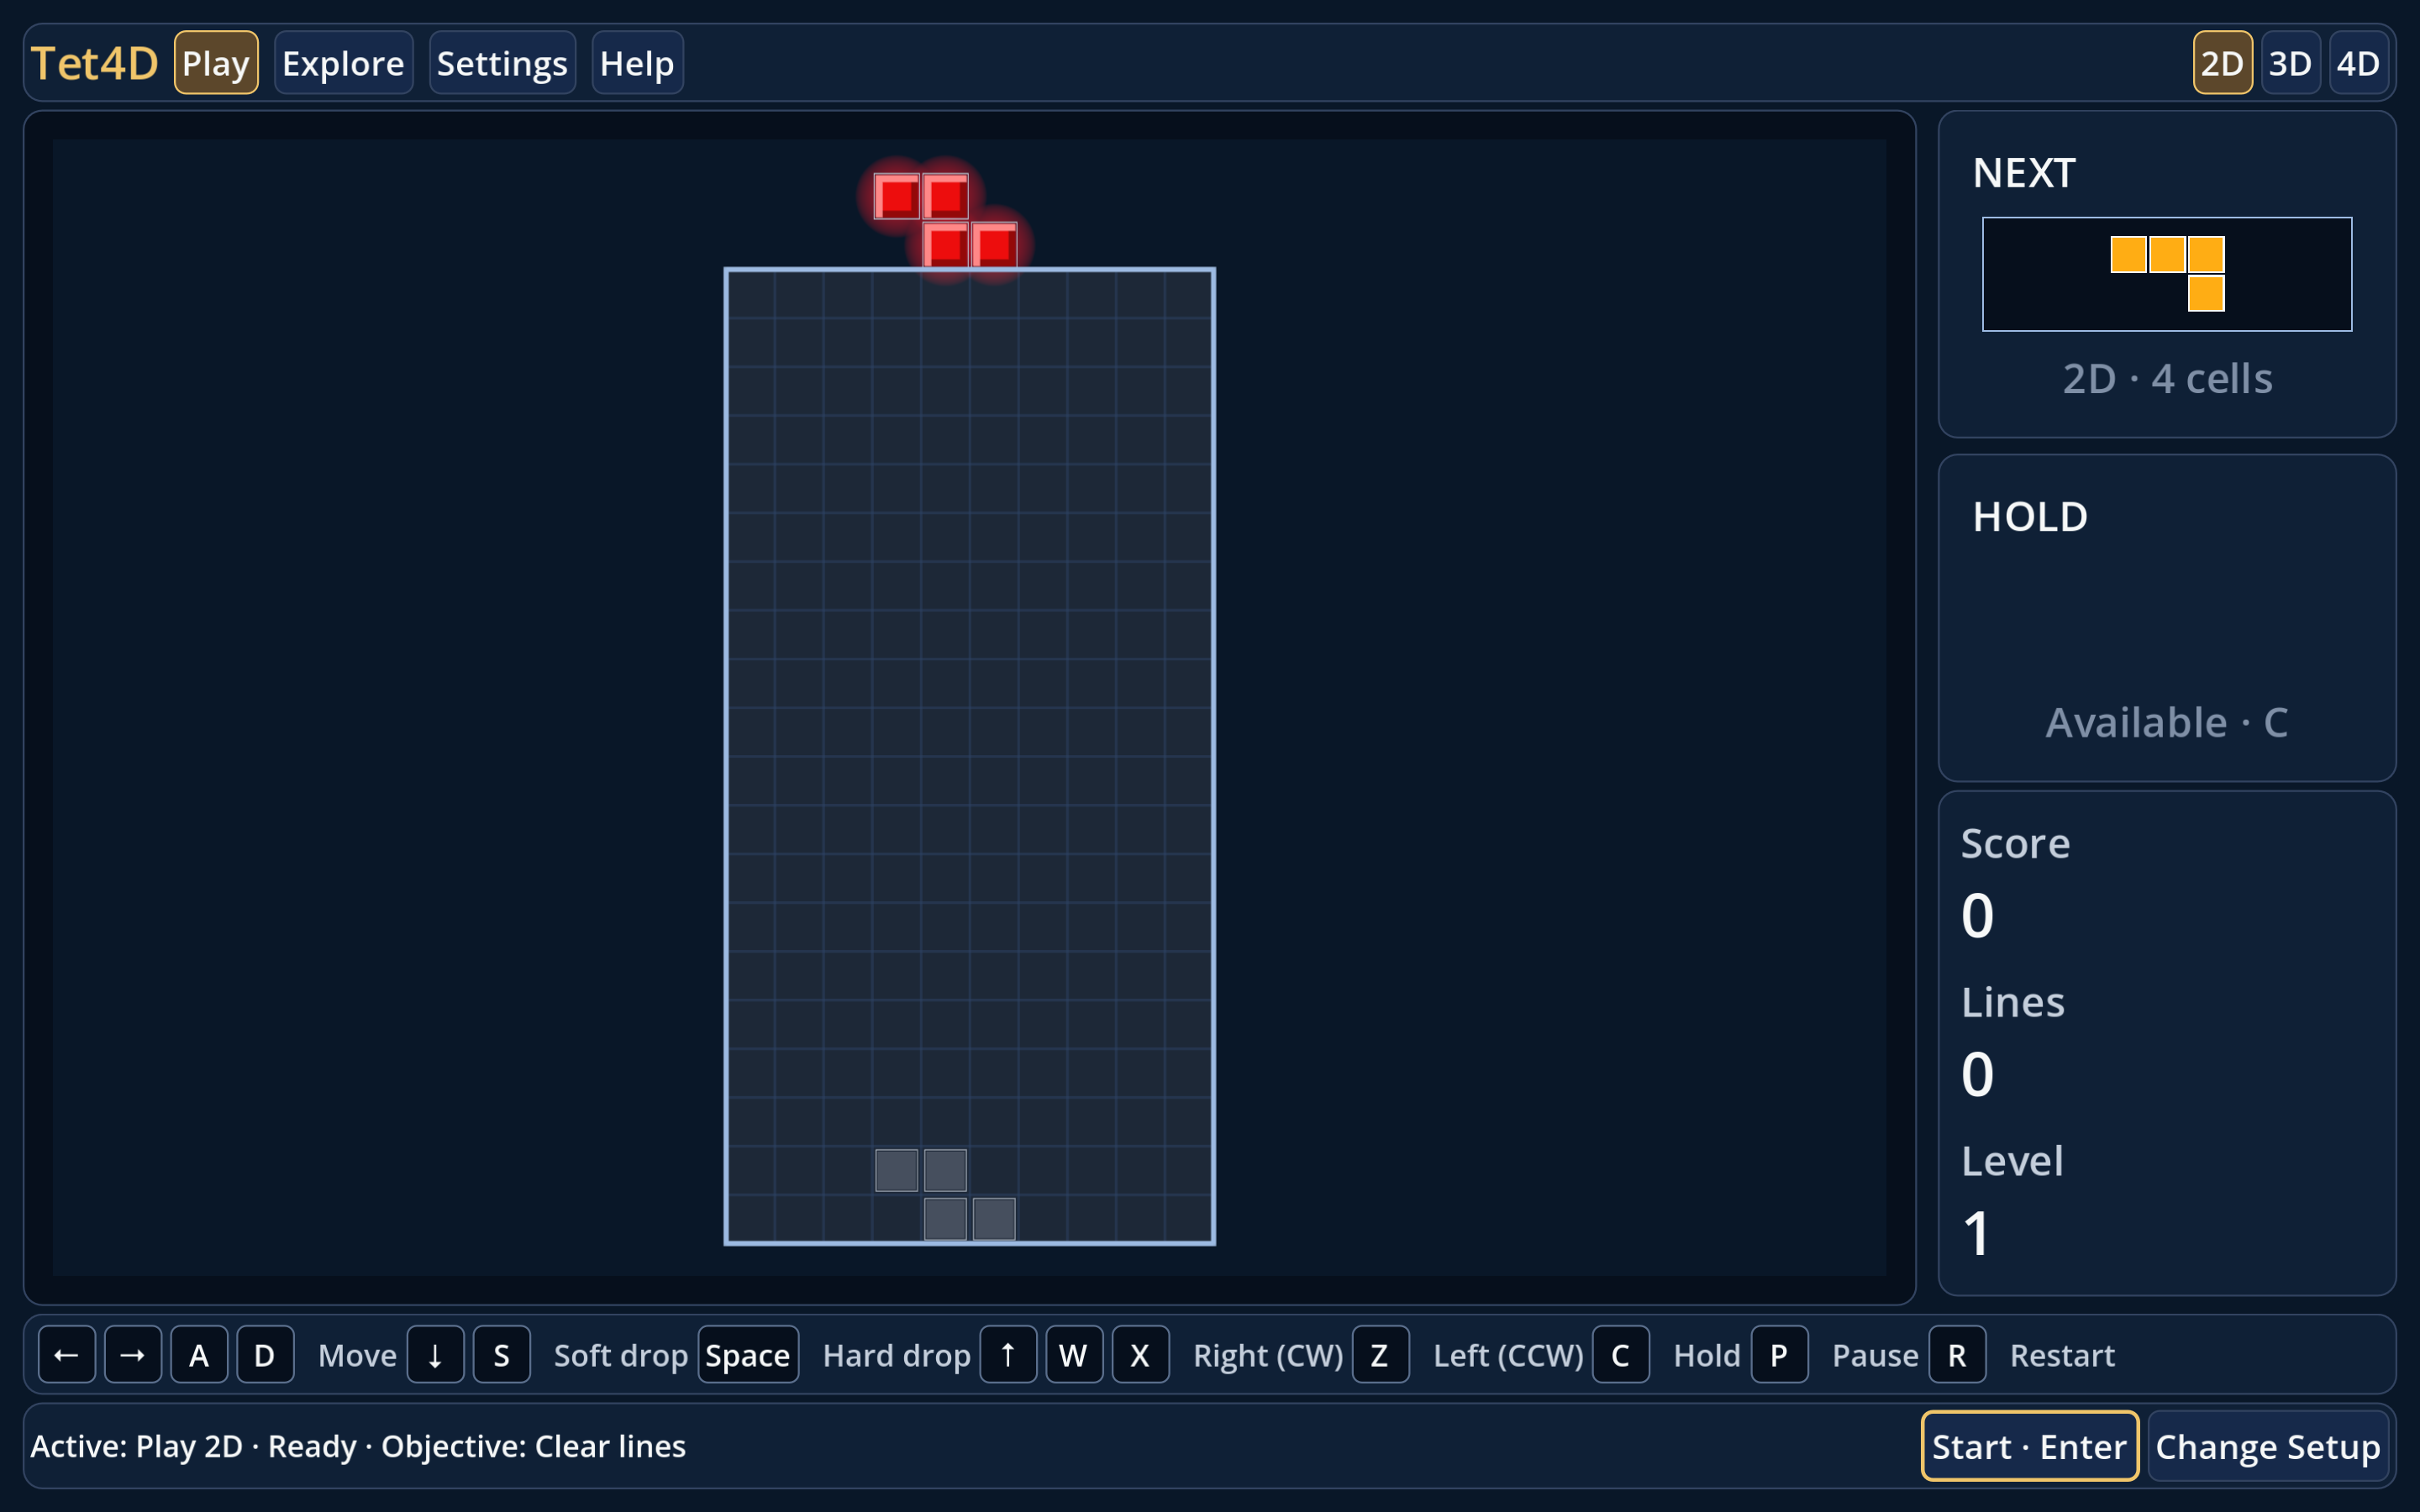 Tet4D Play Explore Settings Help 2D 3D 4D
NEXT
2D · 4 cells
HOLD
Available · C
Score
0
Lines
0
Level
1
← → A D Move ↓ S Soft drop Space Hard drop ↑ W X Right (CW) Z Left (CCW) C Hold P Pause R Restart
Active: Play 2D · Ready · Objective: Clear lines Start · Enter Change Setup